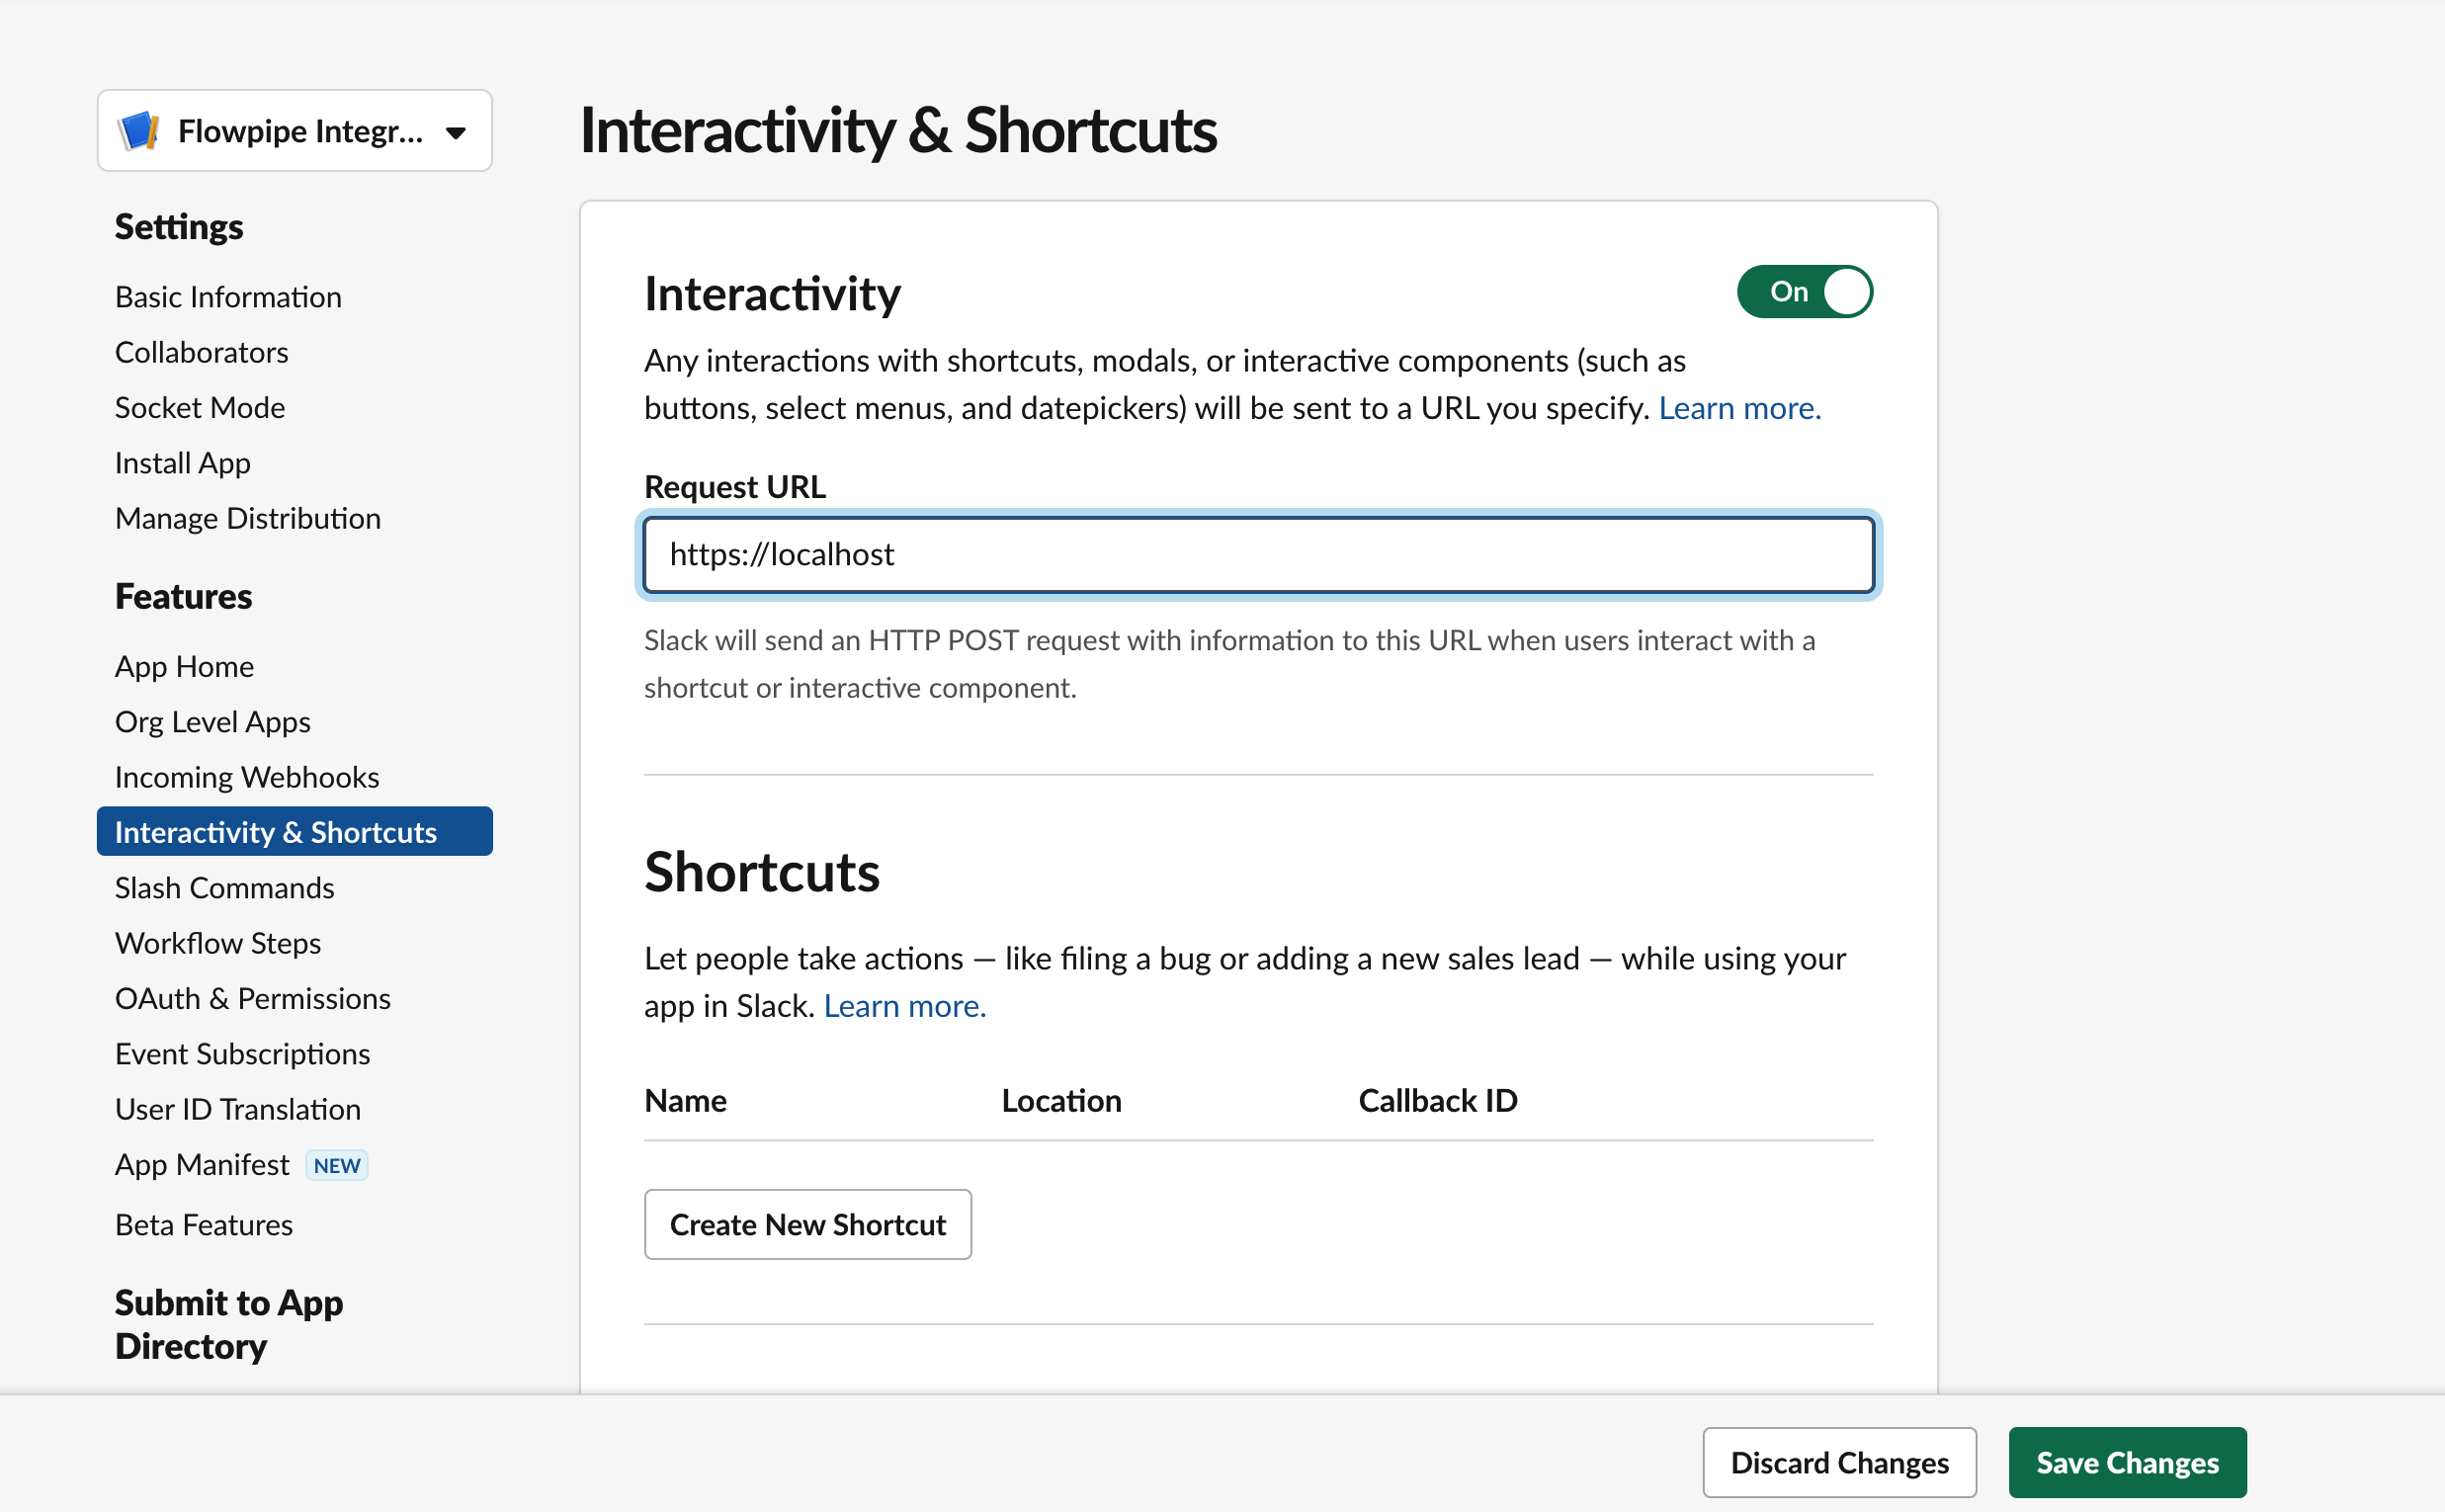 Flowpipe Integr...
Settings
Basic Information
Collaborators
Socket Mode
Install App
Manage Distribution
Features
App Home
Org Level Apps
Incoming Webhooks
Interactivity & Shortcuts
Slash Commands
Workflow Steps
OAuth & Permissions
Event Subscriptions
User ID Translation
App Manifest NEW
Beta Features
Submit to App
Directory
Interactivity & Shortcuts
Interactivity
On
Any interactions with shortcuts, modals, or interactive components (such as
buttons, select menus, and datepickers) will be sent to a URL you specify. Learn more.
Request URL
https://localhost
Slack will send an HTTP POST request with information to this URL when users interact with a
shortcut or interactive component.
Shortcuts
Let people take actions — like filing a bug or adding a new sales lead — while using your
app in Slack. Learn more.
Name Location Callback ID
Create New Shortcut
Discard Changes Save Changes